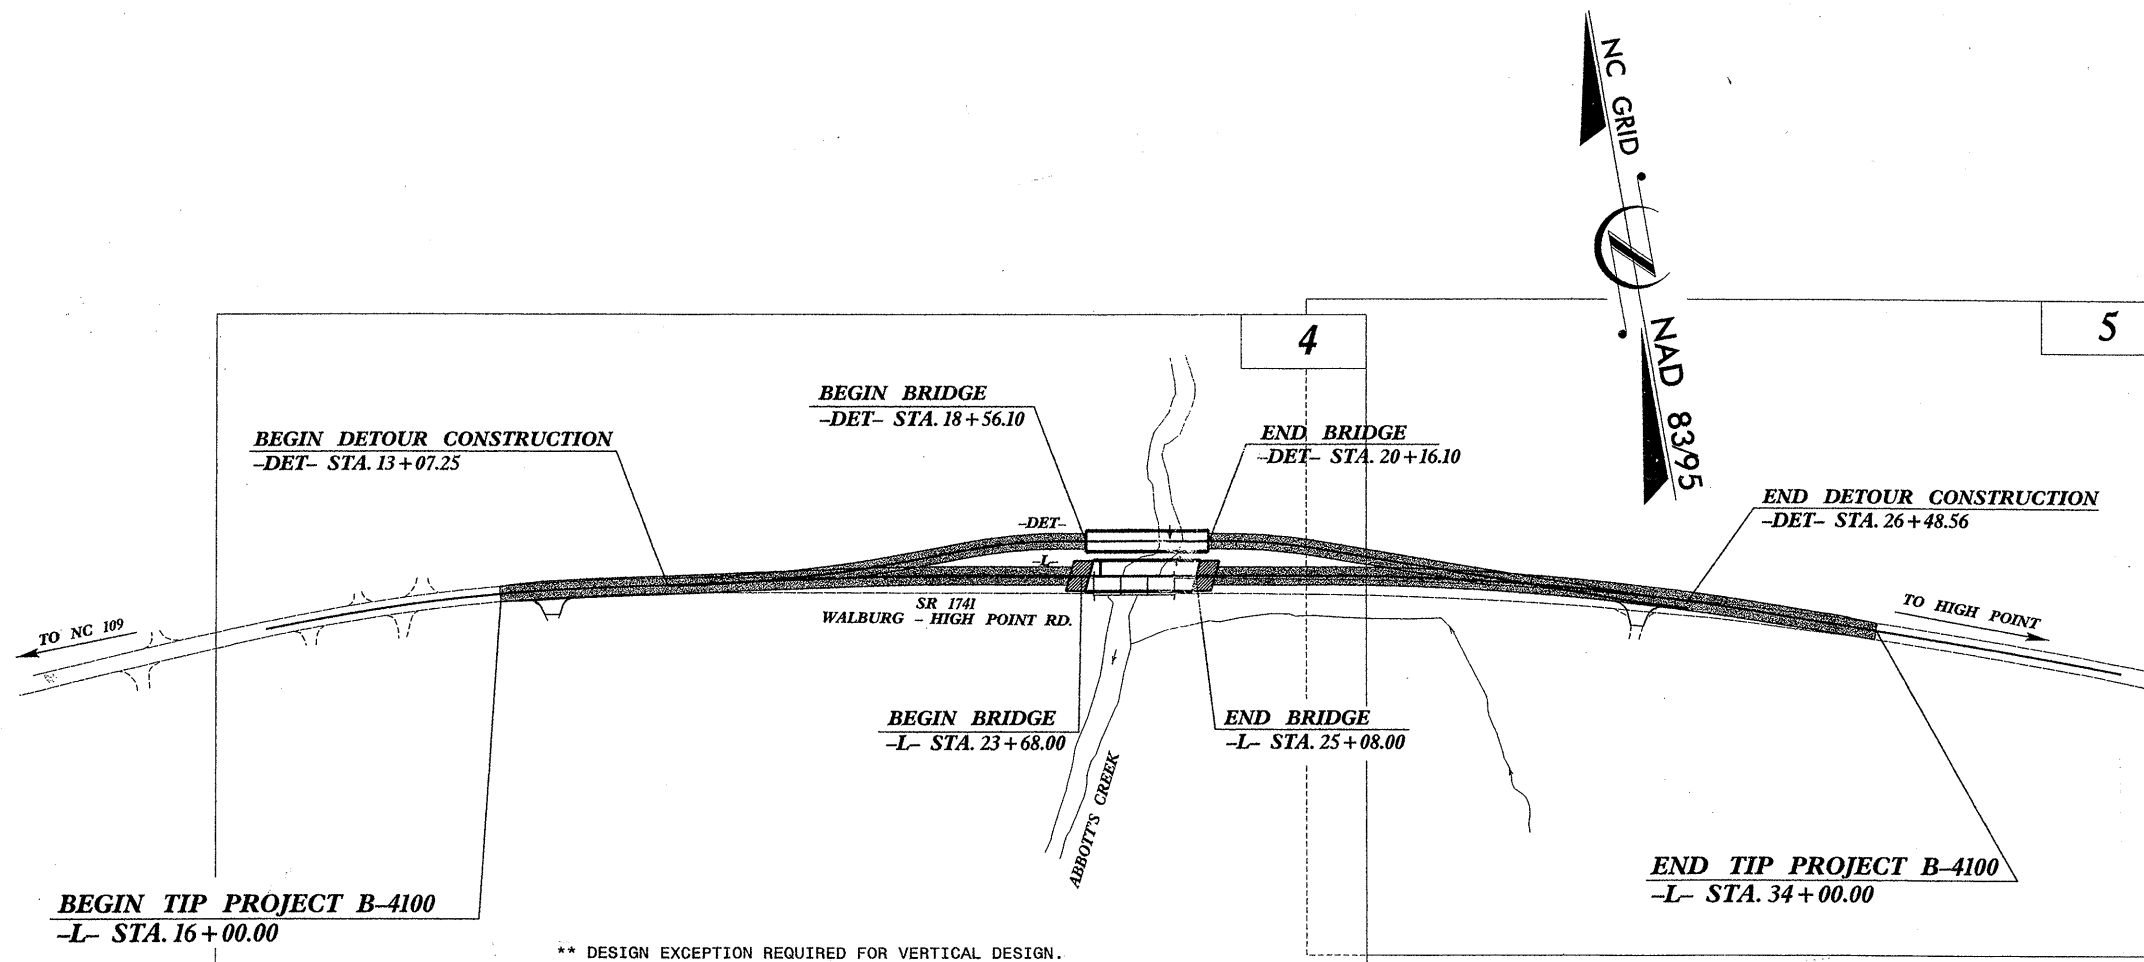 NC GRID
NAD 83/95
4
5
BEGIN BRIDGE
-DET- STA. 18+56.10
BEGIN DETOUR CONSTRUCTION
-DET- STA. 13+07.25
END BRIDGE
-DET- STA. 20+16.10
END DETOUR CONSTRUCTION
-DET- STA. 26+48.56
-DET-
-L-
SR 1741
WALBURG - HIGH POINT RD.
TO NC 109
TO HIGH POINT
BEGIN BRIDGE
-L- STA. 23+68.00
END BRIDGE
-L- STA. 25+08.00
ABBOTT'S CREEK
BEGIN TIP PROJECT B-4100
-L- STA. 16+00.00
END TIP PROJECT B-4100
-L- STA. 34+00.00
** DESIGN EXCEPTION REQUIRED FOR VERTICAL DESIGN.